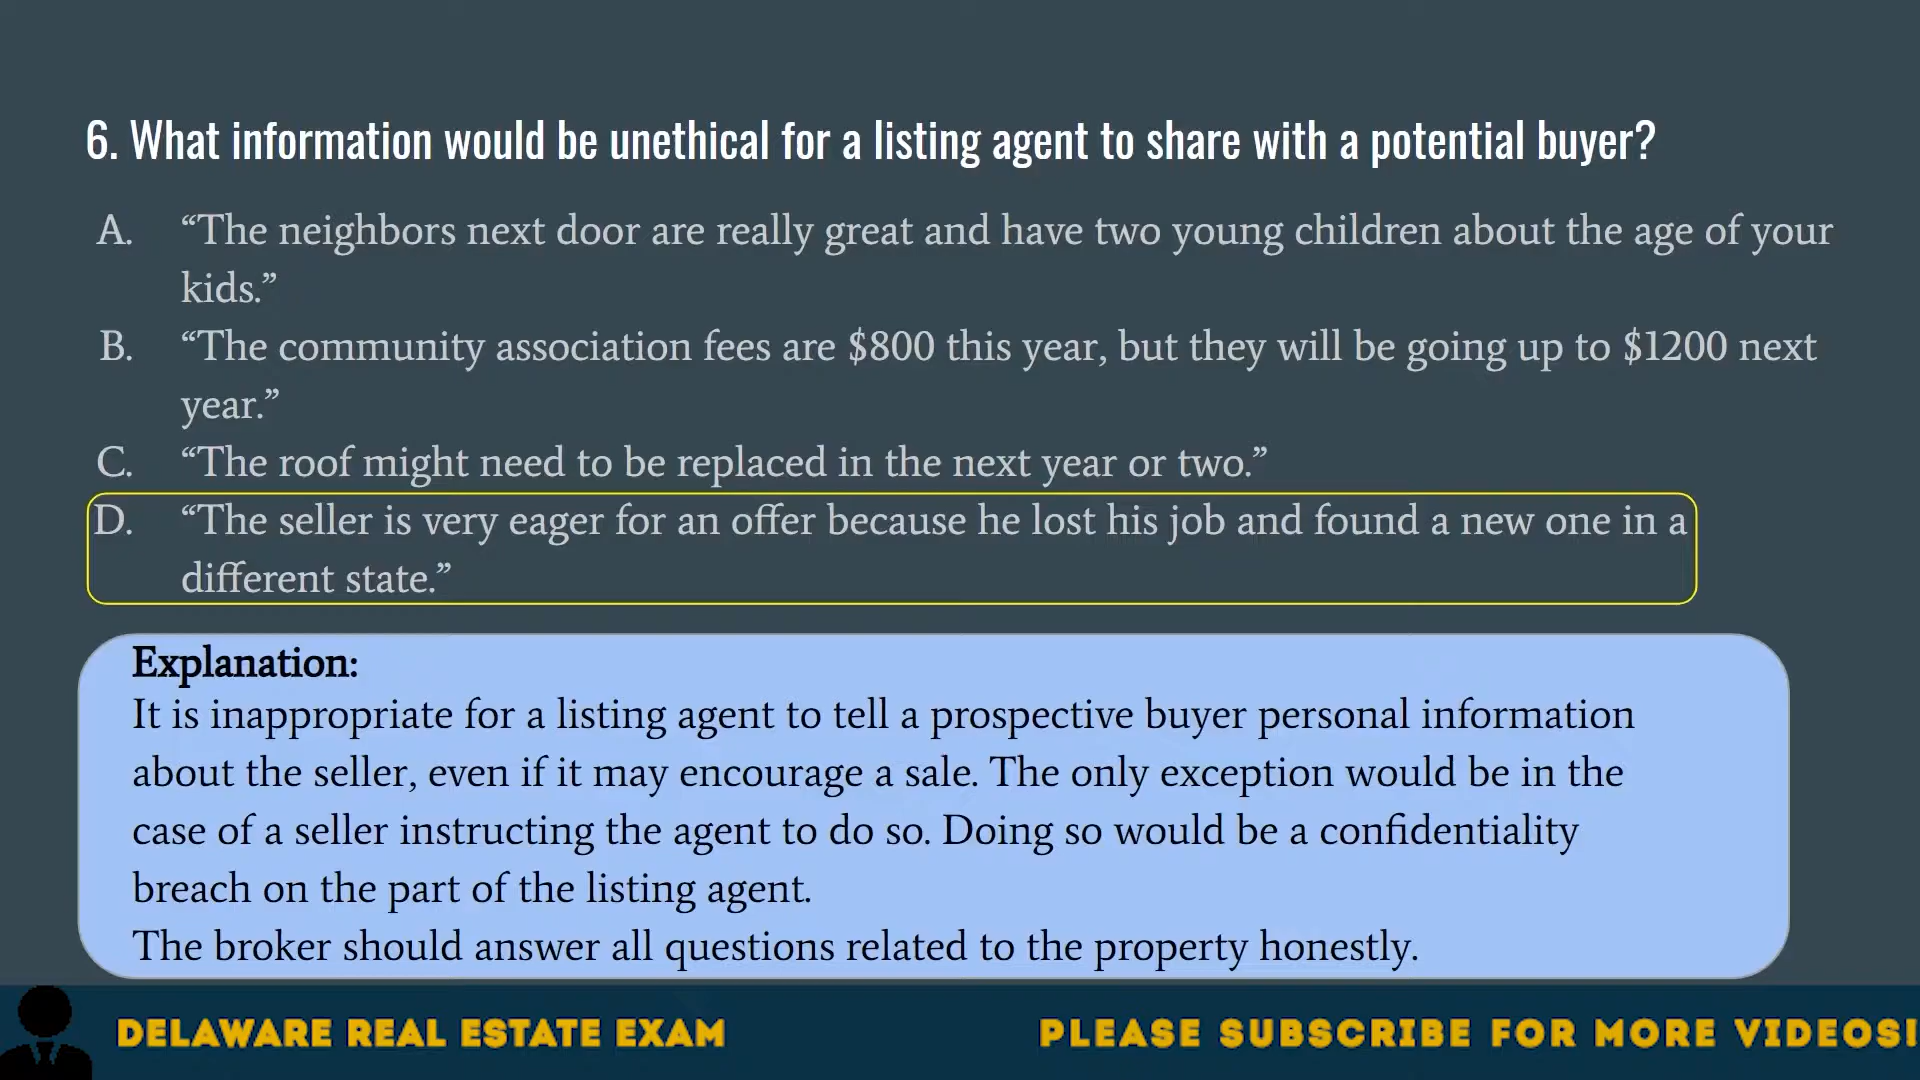 6. What information would be unethical for a listing agent to share with a potential buyer?
A. “The neighbors next door are really great and have two young children about the age of your
kids.”
B. “The community association fees are $800 this year, but they will be going up to $1200 next
year.”
C. “The roof might need to be replaced in the next year or two.”
D. “The seller is very eager for an offer because he lost his job and found a new one in a
different state.”
Explanation:
It is inappropriate for a listing agent to tell a prospective buyer personal information
about the seller, even if it may encourage a sale. The only exception would be in the
case of a seller instructing the agent to do so. Doing so would be a confidentiality
breach on the part of the listing agent.
The broker should answer all questions related to the property honestly.
DELAWARE REAL ESTATE EXAM
PLEASE SUBSCRIBE FOR MORE VIDEOS!